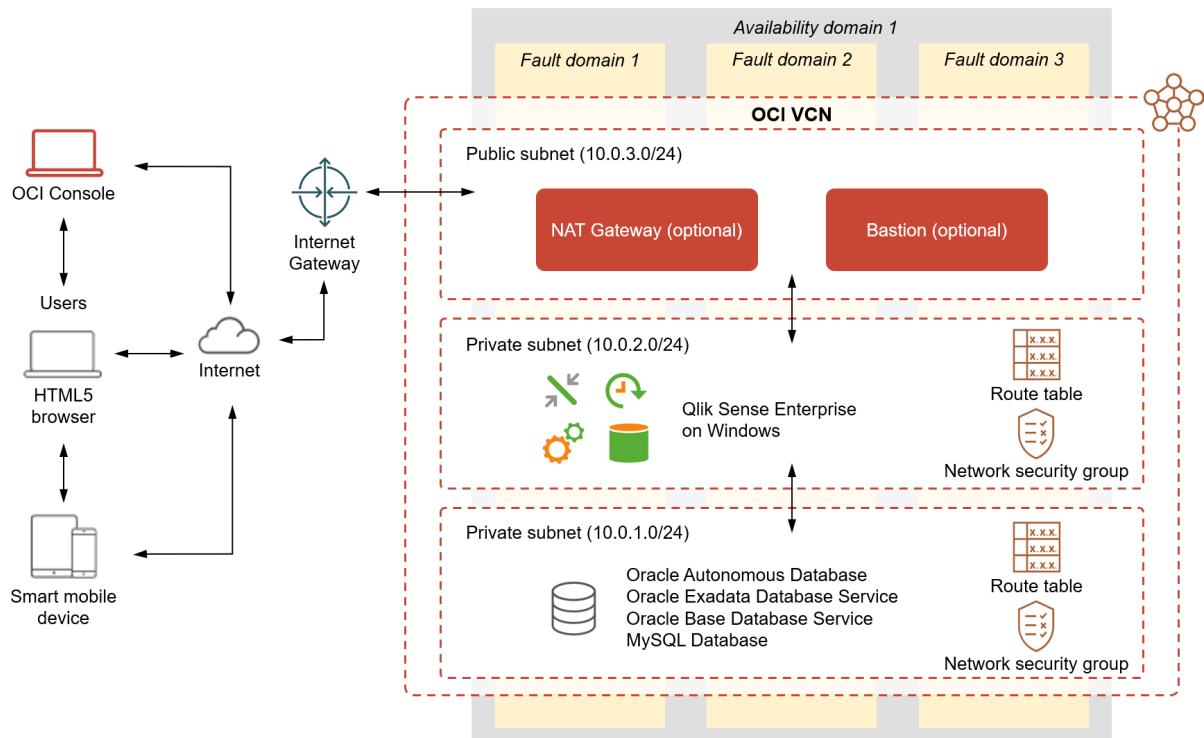 Availability domain 1
Fault domain 1
Fault domain 2
Fault domain 3
OCI VCN
OCI Console
Users
HTML5
browser
Smart mobile
device
Internet
Internet
Gateway
Public subnet (10.0.3.0/24)
NAT Gateway (optional)
Bastion (optional)
Private subnet (10.0.2.0/24)
Qlik Sense Enterprise
on Windows
x.x.x.
x.x.x.
x.x.x.
Route table
Network security group
Private subnet (10.0.1.0/24)
Oracle Autonomous Database
Oracle Exadata Database Service
Oracle Base Database Service
MySQL Database
x.x.x.
x.x.x.
x.x.x.
Route table
Network security group